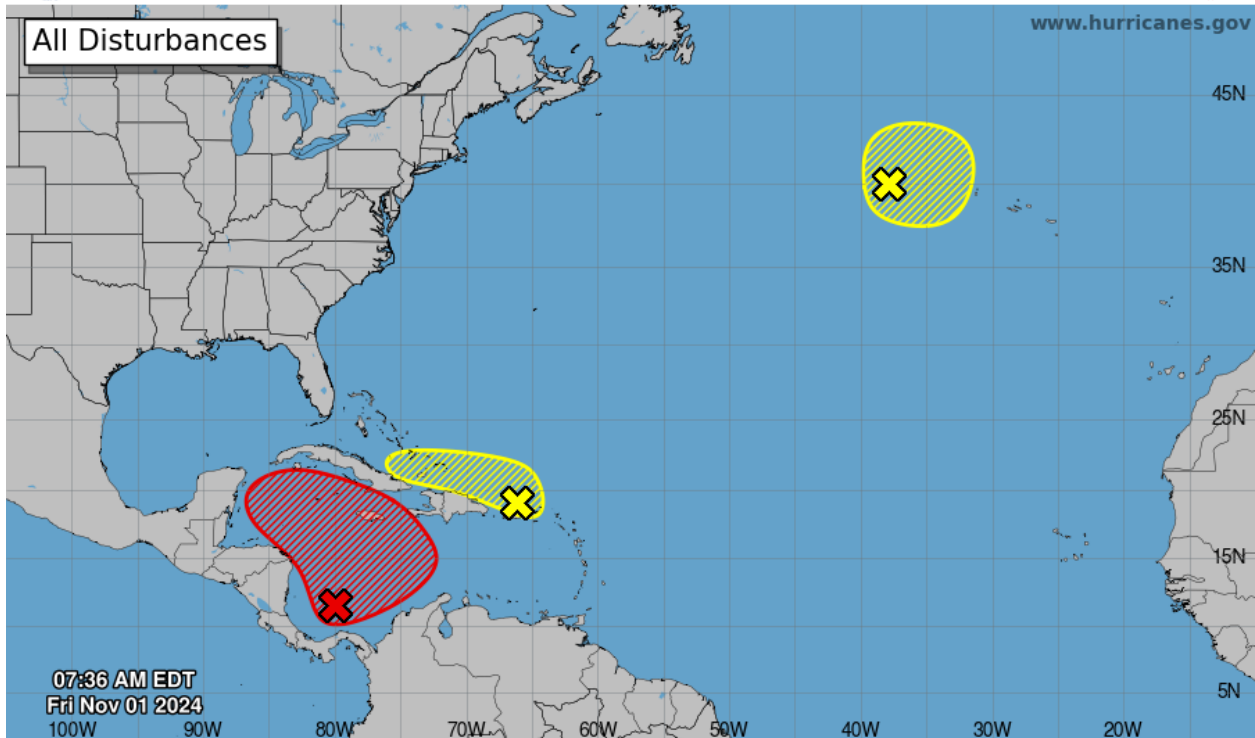 www.hurricanes.gov
All Disturbances
45N
35N
25N
15N
07:36 AM EDT
Fri Nov 01 2024
5N
100W 90W 80W 70W 60W 50W 40W 30W 20W